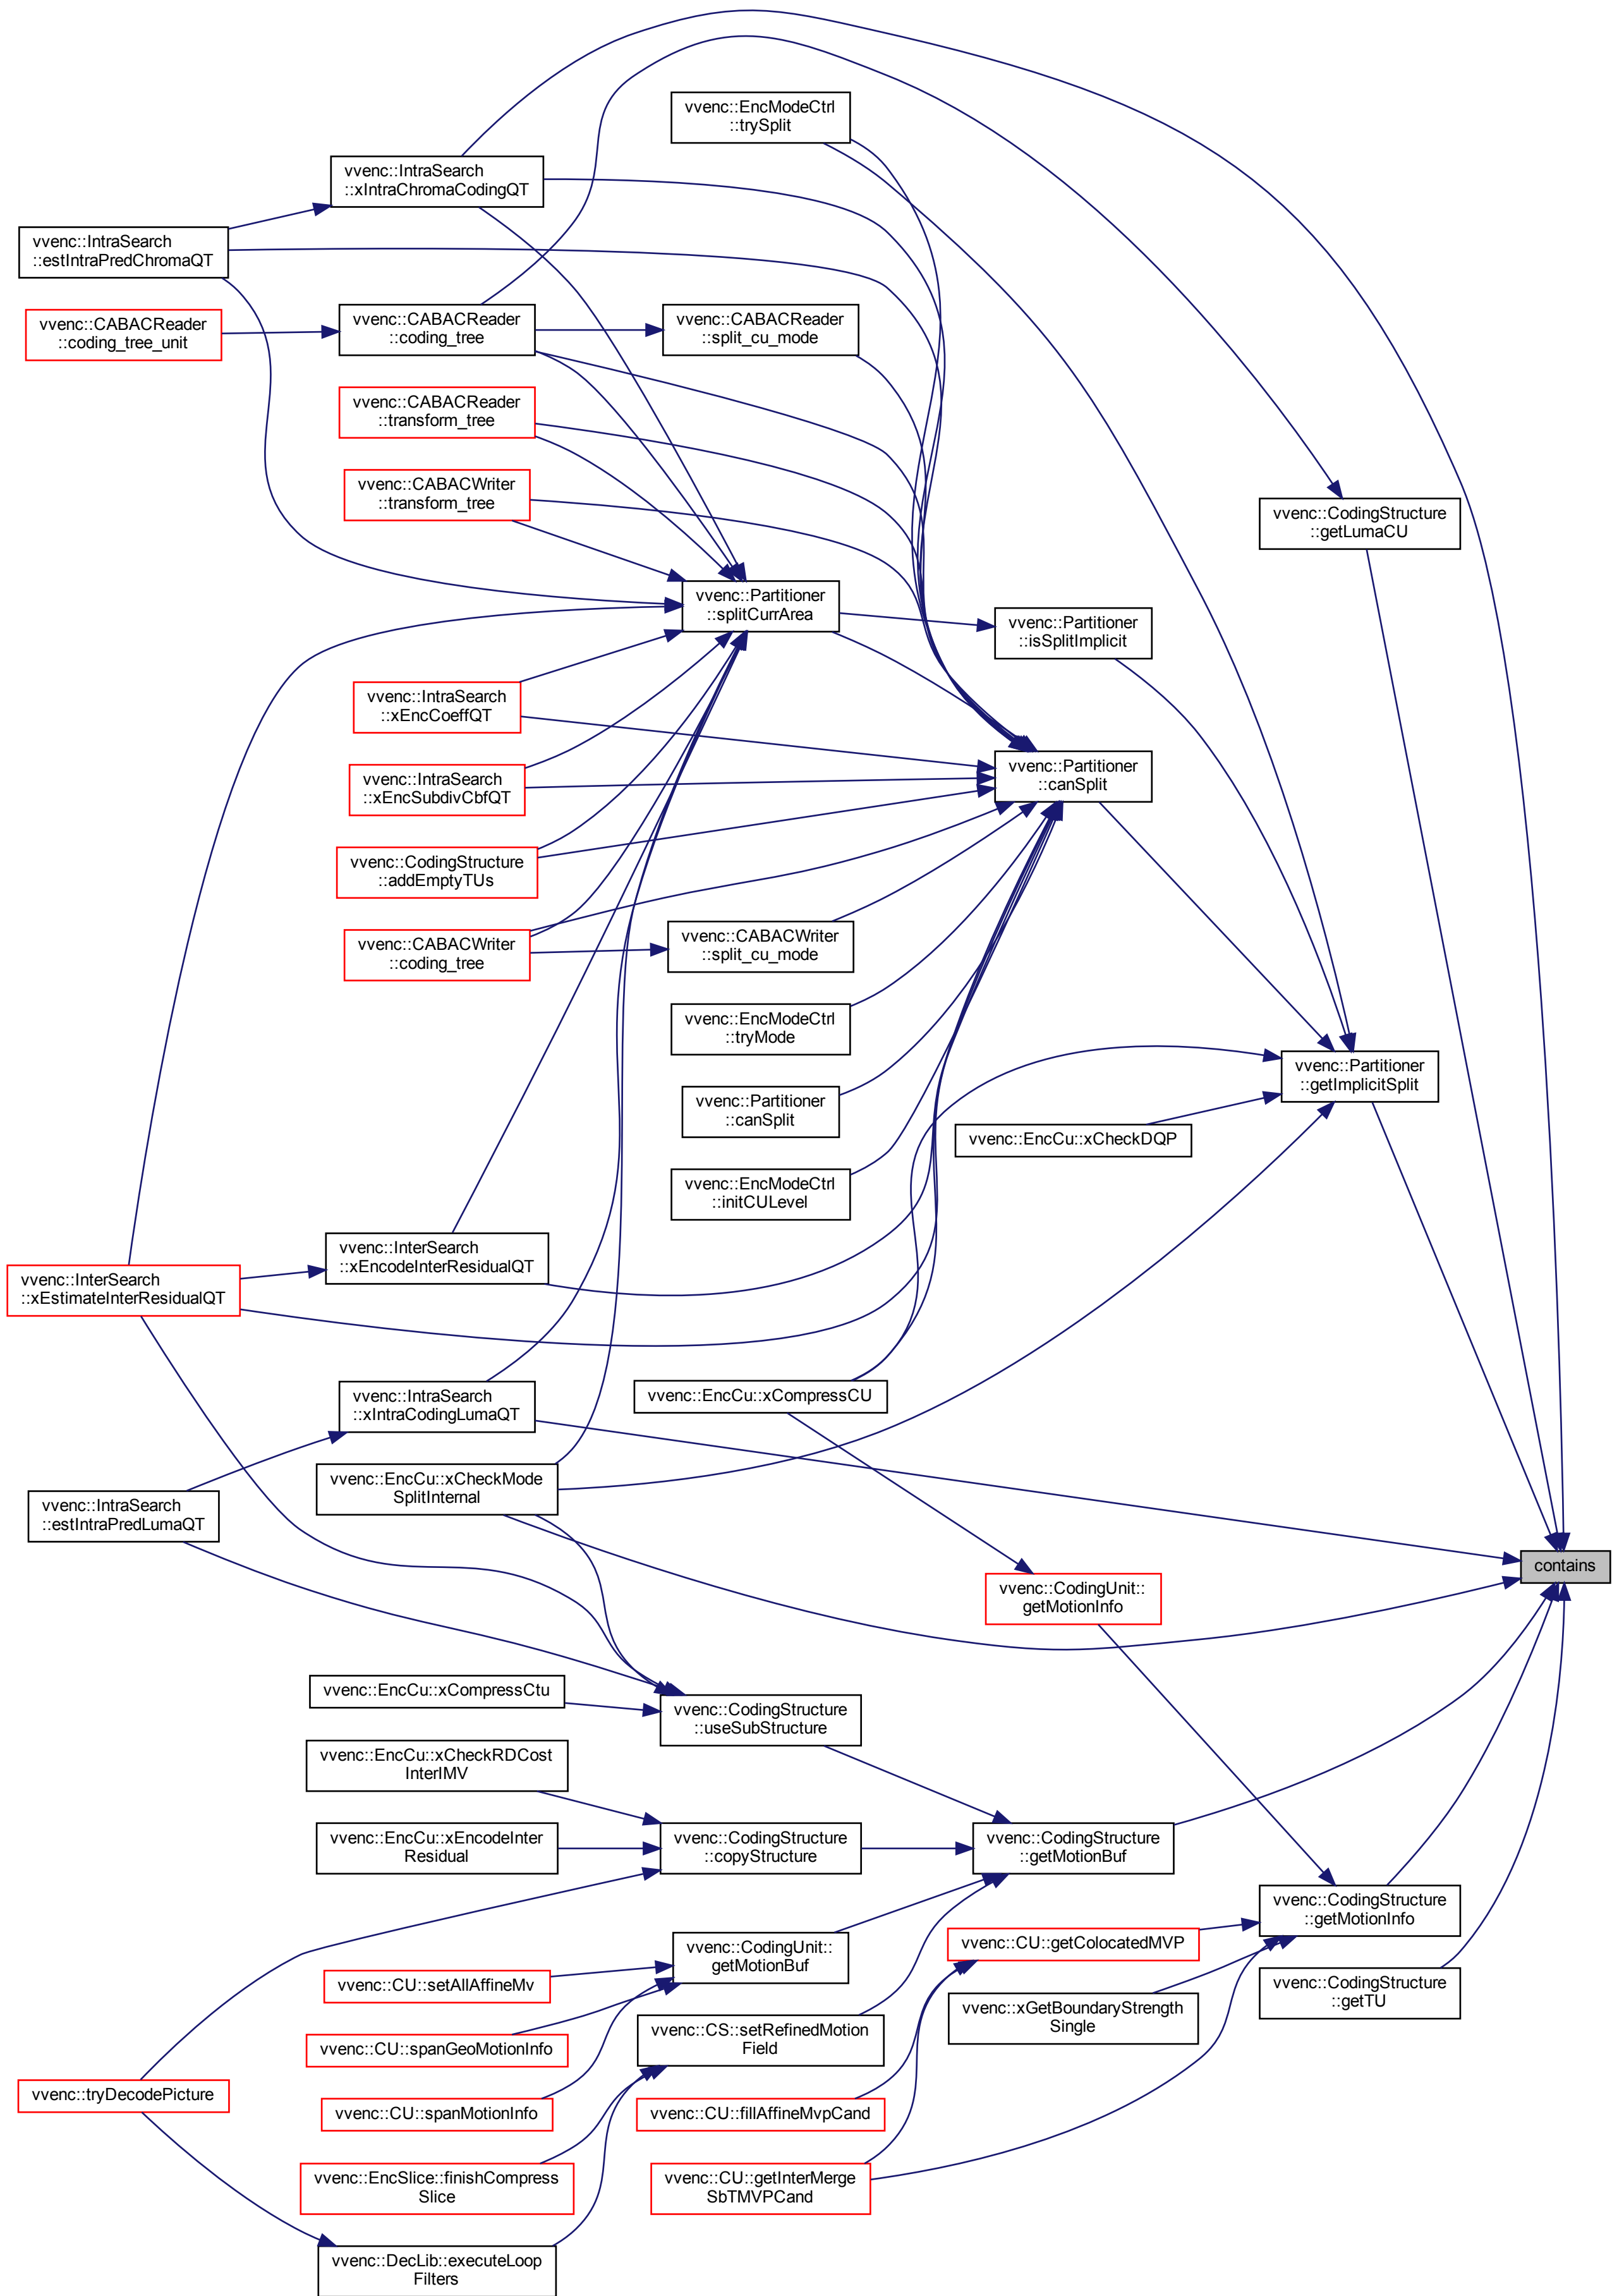 vvenc::EncModeCtrl
::trySplit
vvenc::IntraSearch
::xIntraChromaCodingQT
vvenc::IntraSearch
::estIntraPredChromaQT
vvenc::CABACReader
::coding_tree_unit
vvenc::CABACReader
::coding_tree
vvenc::CABACReader
::split_cu_mode
vvenc::CABACReader
::transform_tree
vvenc::CABACWriter
::transform_tree
vvenc::CodingStructure
::getLumaCU
vvenc::Partitioner
::splitCurrArea
vvenc::Partitioner
::isSplitImplicit
vvenc::IntraSearch
::xEncCoeffQT
vvenc::IntraSearch
::xEncSubdivCbfQT
vvenc::Partitioner
::canSplit
vvenc::CodingStructure
::addEmptyTUs
vvenc::CABACWriter
::coding_tree
vvenc::CABACWriter
::split_cu_mode
vvenc::EncModeCtrl
::tryMode
vvenc::Partitioner
::canSplit
vvenc::EncModeCtrl
::initCULevel
vvenc::EncCu::xCheckDQP
vvenc::Partitioner
::getImplicitSplit
vvenc::InterSearch
::xEncodeInterResidualQT
vvenc::InterSearch
::xEstimateInterResidualQT
vvenc::IntraSearch
::xIntraCodingLumaQT
vvenc::EncCu::xCompressCU
vvenc::EncCu::xCheckMode
SplitInternal
vvenc::IntraSearch
::estIntraPredLumaQT
contains
vvenc::CodingUnit::
getMotionInfo
vvenc::EncCu::xCompressCtu
vvenc::CodingStructure
::useSubStructure
vvenc::EncCu::xCheckRDCost
InterIMV
vvenc::EncCu::xEncodeInter
Residual
vvenc::CodingStructure
::copyStructure
vvenc::CodingStructure
::getMotionBuf
vvenc::CodingStructure
::getMotionInfo
vvenc::CodingUnit::
getMotionBuf
vvenc::CU::getColocatedMVP
vvenc::CU::setAllAffineMv
vvenc::CodingStructure
::getTU
vvenc::xGetBoundaryStrength
Single
vvenc::CU::spanGeoMotionInfo
vvenc::CS::setRefinedMotion
Field
vvenc::tryDecodePicture
vvenc::CU::spanMotionInfo
vvenc::CU::fillAffineMvpCand
vvenc::EncSlice::finishCompress
Slice
vvenc::CU::getInterMerge
SbTMVPCand
vvenc::DecLib::executeLoop
Filters